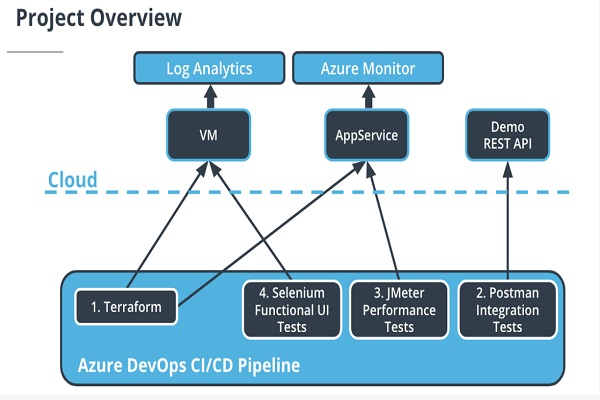 Project Overview
Log Analytics
Azure Monitor
VM
AppService
Demo
REST API
Cloud
1. Terraform
4. Selenium
Functional UI
Tests
3. JMeter
Performance
Tests
2. Postman
Integration
Tests
Azure DevOps CI/CD Pipeline